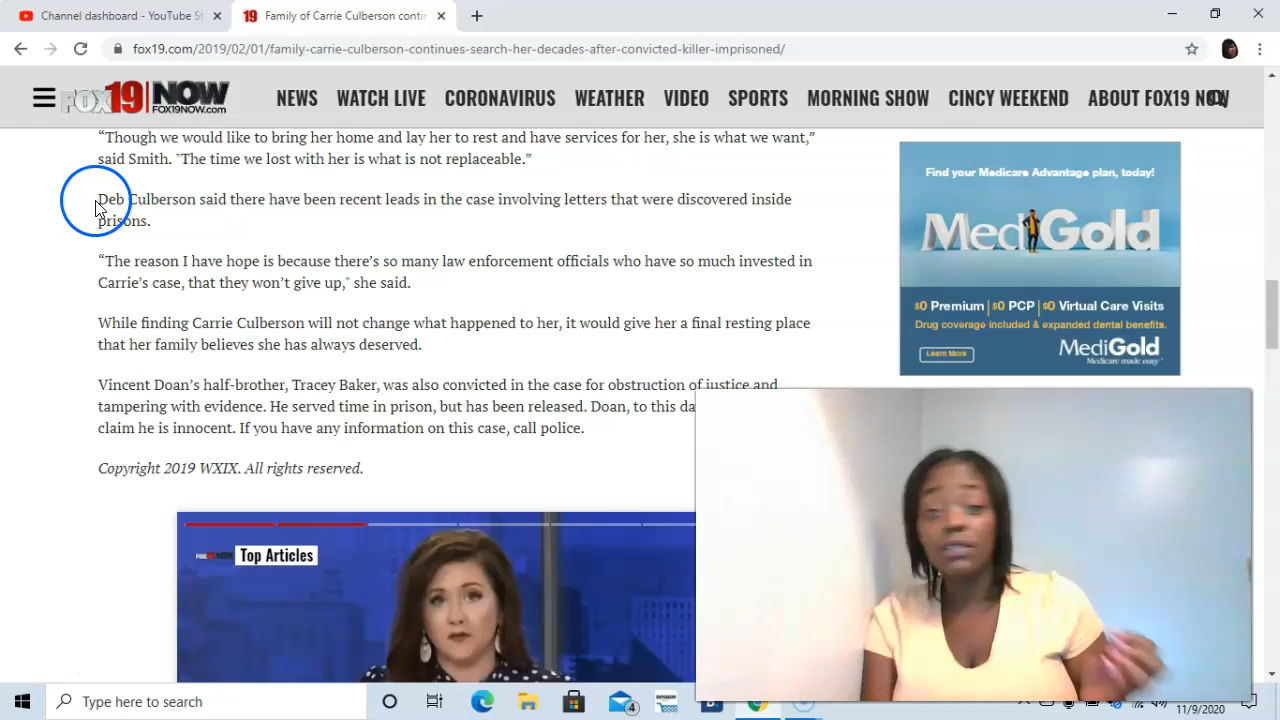 Channel dashboard - YouTube St
Family of Carrie Culberson conti
fox19.com/2019/02/01/family-carrie-culberson-continues-search-her-decades-after-convicted-killer-imprisoned/
FOX19 NOW
FOX19NOW.com
NEWS WATCH LIVE CORONAVIRUS WEATHER VIDEO SPORTS MORNING SHOW CINCY WEEKEND ABOUT FOX19 NOW
“Though we would like to bring her home and lay her to rest and have services for her, she is what we want,”
said Smith. "The time we lost with her is what is not replaceable.”
Deb Culberson said there have been recent leads in the case involving letters that were discovered inside
prisons.
“The reason I have hope is because there’s so many law enforcement officials who have so much invested in
Carrie’s case, that they won’t give up," she said.
While finding Carrie Culberson will not change what happened to her, it would give her a final resting place
that her family believes she has always deserved.
Vincent Doan’s half-brother, Tracey Baker, was also convicted in the case for obstruction of justice and
tampering with evidence. He served time in prison, but has been released. Doan, to this da
claim he is innocent. If you have any information on this case, call police.
Copyright 2019 WXIX. All rights reserved.
Find your Medicare Advantage plan, today!
MediGold
$0 Premium | $0 PCP | $0 Virtual Care Visits
Drug coverage included & expanded dental benefits.
Learn More
MediGold
Medicare made easy
Top Articles
Type here to search
4
amazon
11/9/2020